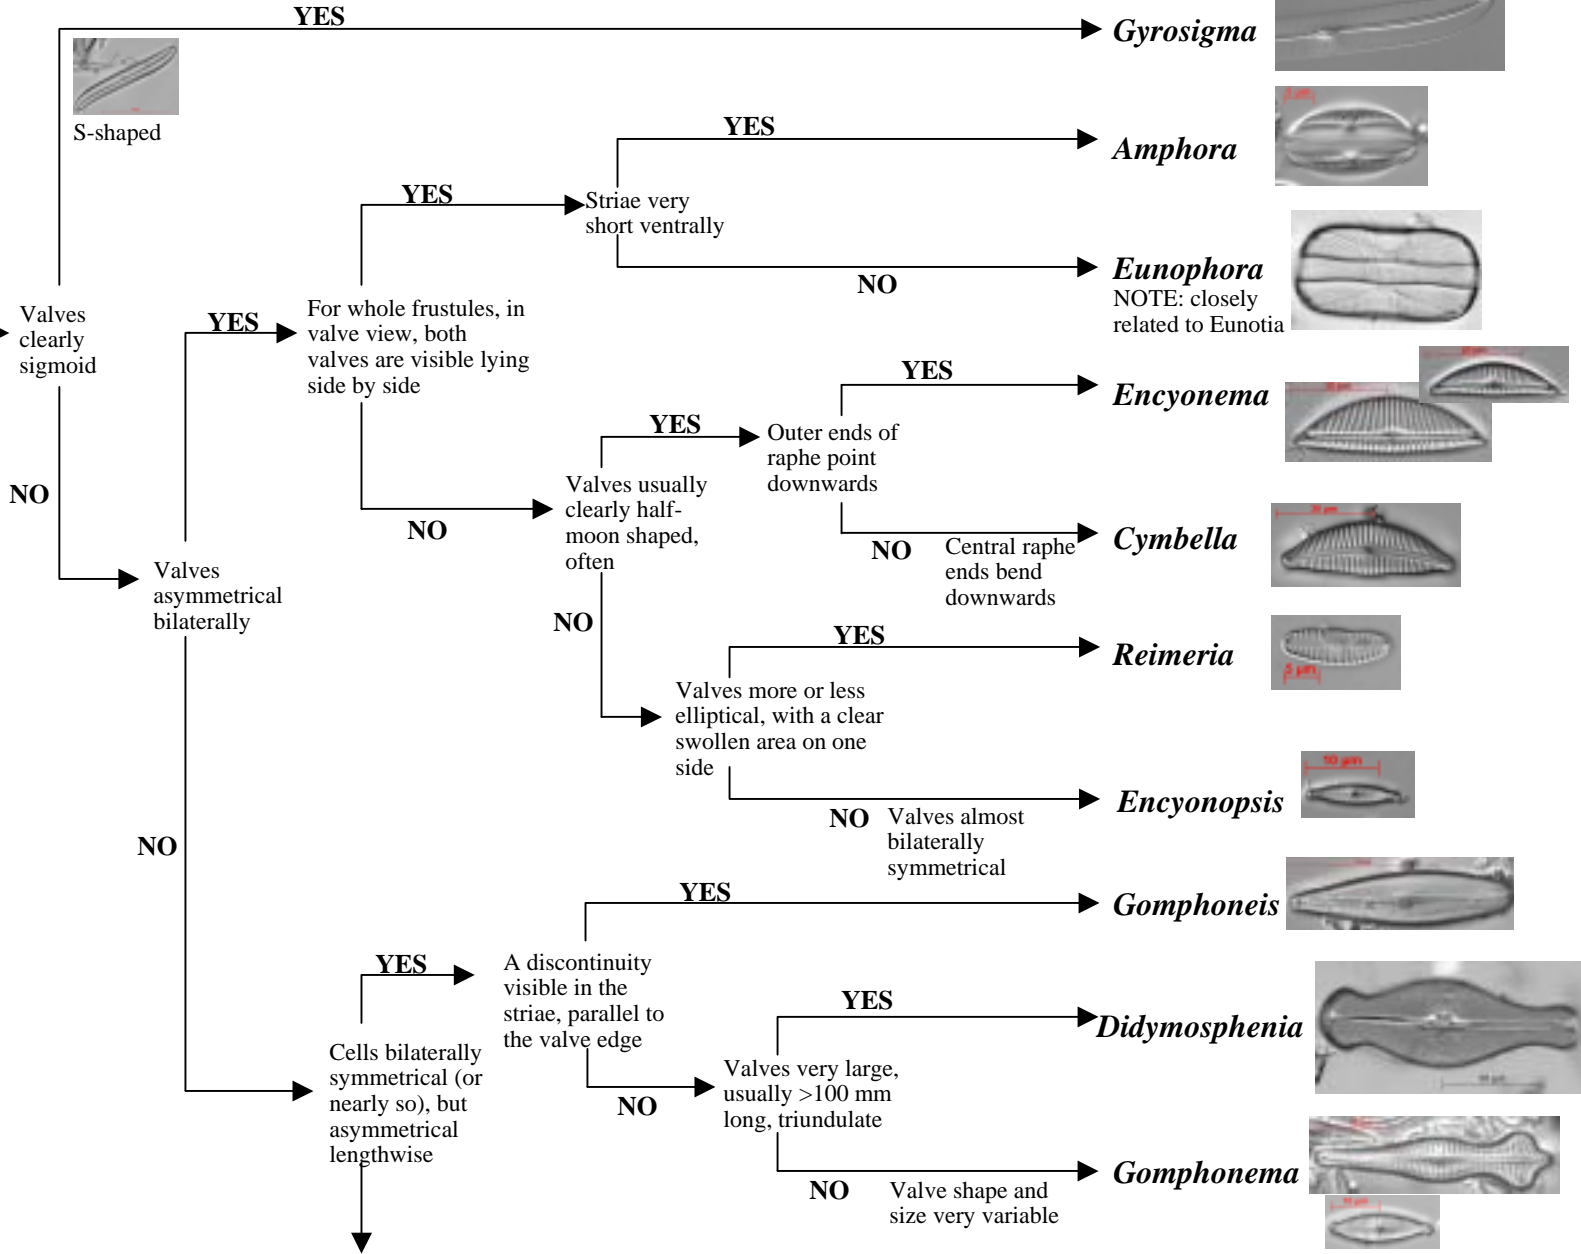 YES
Gyrosigma
S-shaped
YES
Amphora
YES
Striae very
short ventrally
NO
Eunophora
NOTE: closely
related to Eunotia
Valves
clearly
sigmoid
YES
For whole frustules, in
valve view, both
valves are visible lying
side by side
YES
Encyonema
YES
Outer ends of
raphe point
downwards
NO
NO
Valves usually
clearly half-
moon shaped,
often
NO
Central raphe
ends bend
downwards
Cymbella
Valves
asymmetrical
bilaterally
NO
YES
Reimeria
5 µm
Valves more or less
elliptical, with a clear
swollen area on one
side
10 µm
Encyonopsis
NO
Valves almost
bilaterally
symmetrical
NO
YES
Gomphoneis
YES
A discontinuity
visible in the
striae, parallel to
the valve edge
YES
Didymosphenia
Cells bilaterally
symmetrical (or
nearly so), but
asymmetrical
lengthwise
NO
Valves very large,
usually >100 mm
long, triundulate
Gomphonema
NO
Valve shape and
size very variable